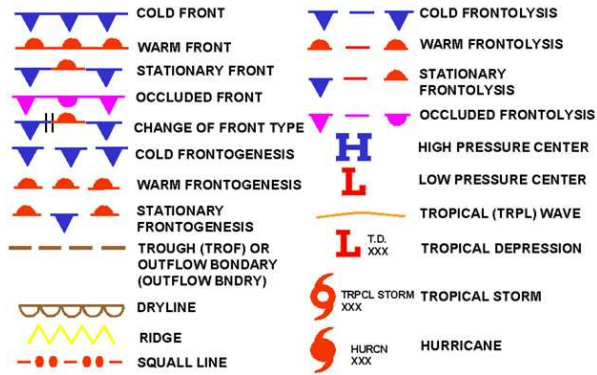 COLD FRONT
WARM FRONT
STATIONARY FRONT
OCCLUDED FRONT
CHANGE OF FRONT TYPE
COLD FRONTOGENESIS
WARM FRONTOGENESIS
STATIONARY
FRONTOGENESIS
TROUGH (TROF) OR
OUTFLOW BONDARY
(OUTFLOW BNDRY)
DRYLINE
RIDGE
SQUALL LINE
COLD FRONTOLYSIS
WARM FRONTOLYSIS
STATIONARY
FRONTOLYSIS
OCCLUDED FRONTOLYSIS
H HIGH PRESSURE CENTER
L LOW PRESSURE CENTER
TROPICAL (TRPL) WAVE
L T.D.
XXX
TROPICAL DEPRESSION
TRPCL STORM
XXX
TROPICAL STORM
HURCN
XXX
HURRICANE